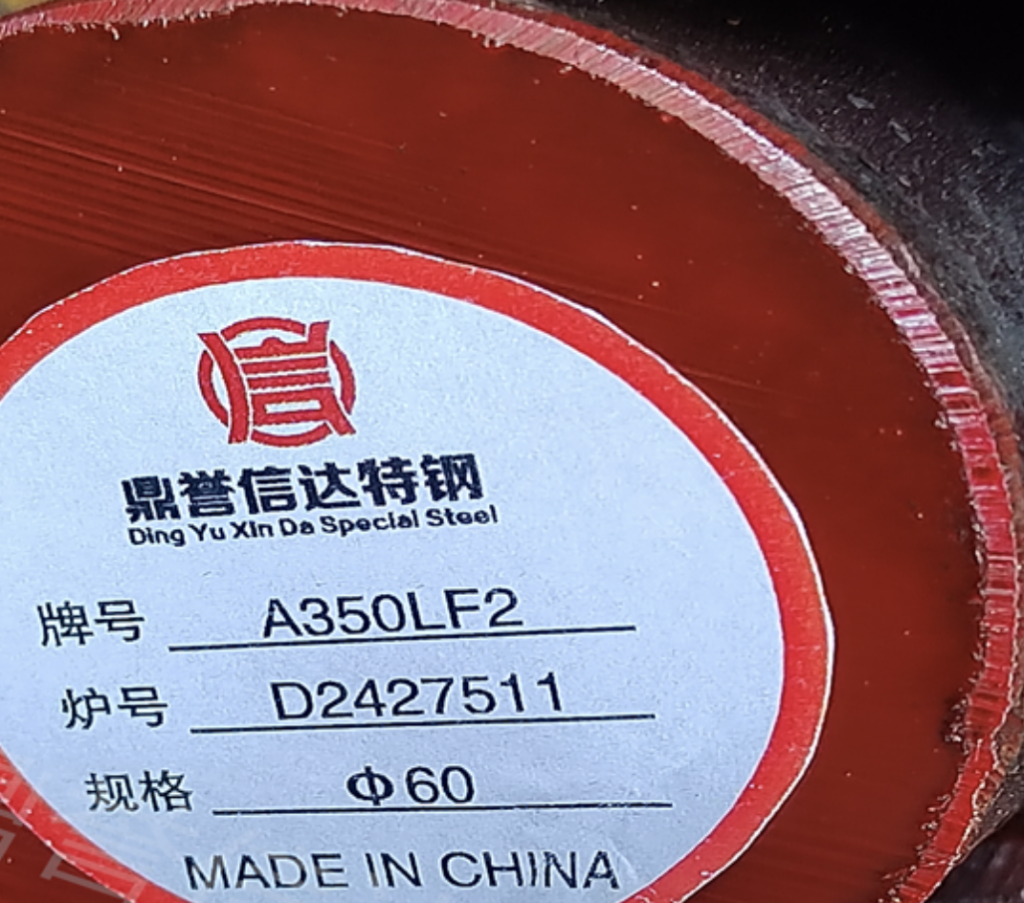 信
鼎誉信达特钢
Ding Yu Xin Da Special Steel
牌号 A350LF2
炉号 D2427511
规格 Φ60
MADE IN CHINA